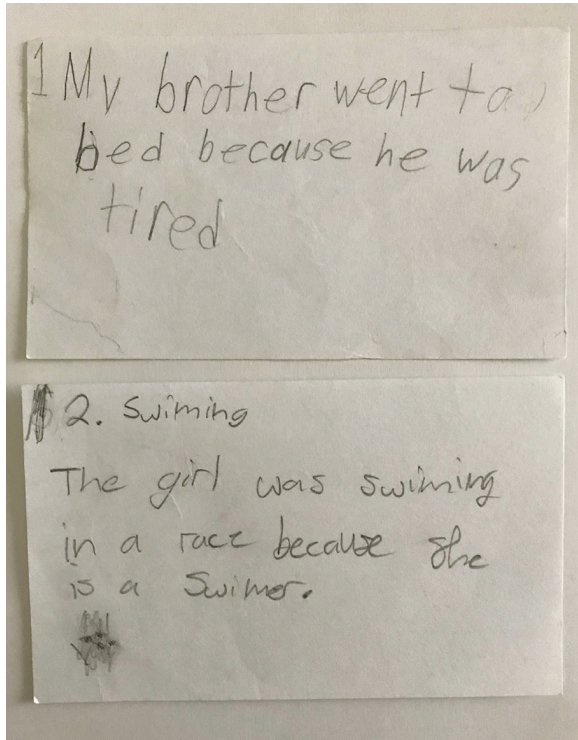 1 My brother went to
bed because he was
tired
2. Swiming
The girl was swiming
in a race because she
is a Swimer.